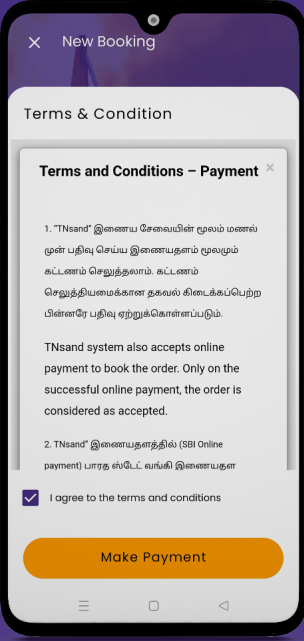 New Booking
Terms & Condition
Terms and Conditions – Payment
1. "TNsand" இணைய சேவையின் மூலம் மணல்
முன் பதிவு செய்ய இணையதளம் மூலமும்
கட்டணம் செலுத்தலாம். கட்டணம்
செலுத்தியமைக்கான தகவல் கிடைக்கப்பெற்ற
பின்னரே பதிவு ஏற்றுக்கொள்ளப்படும்.
TNsand system also accepts online
payment to book the order. Only on the
successful online payment, the order is
considered as accepted.
2. TNsand" இணையதளத்தில் (SBI Online
payment) பாரத ஸ்டேட் வங்கி இணையதள
I agree to the terms and conditions
Make Payment